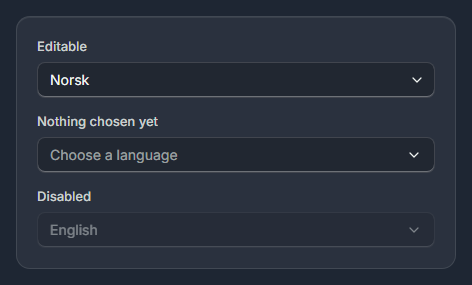 Editable
Norsk
Nothing chosen yet
Choose a language
Disabled
English